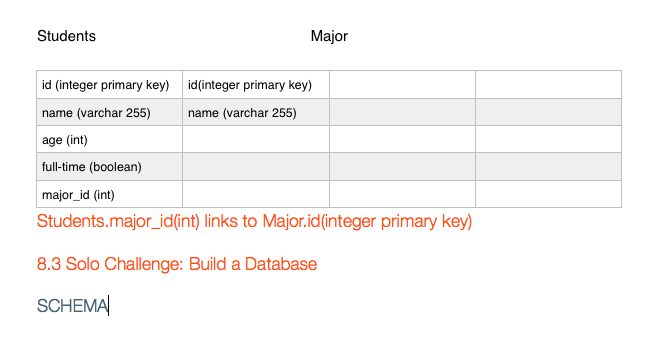 Students Major
id (integer primary key) id(integer primary key)
name (varchar 255) name (varchar 255)
age (int)
full-time (boolean)
major_id (int)
Students.major_id(int) links to Major.id(integer primary key)
8.3 Solo Challenge: Build a Database
SCHEMA